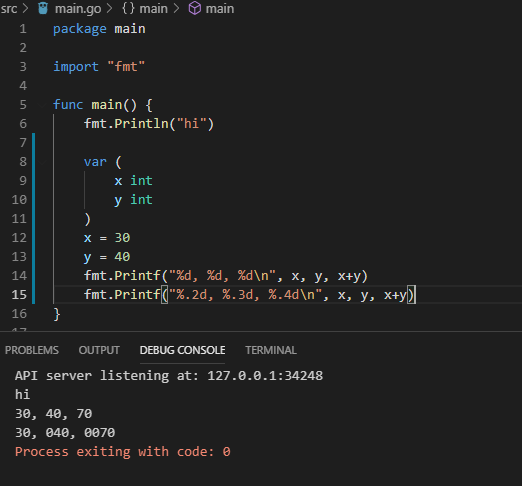 src > main.go > {} main > main
1 package main
2
3 import "fmt"
4
5 func main() {
6     fmt.Println("hi")
7
8     var (
9         x int
10         y int
11     )
12     x = 30
13     y = 40
14     fmt.Printf("%d, %d, %d\n", x, y, x+y)
15     fmt.Printf("%.2d, %.3d, %.4d\n", x, y, x+y)
16 }
17
PROBLEMS OUTPUT DEBUG CONSOLE TERMINAL
API server listening at: 127.0.0.1:34248
hi
30, 40, 70
30, 040, 0070
Process exiting with code: 0